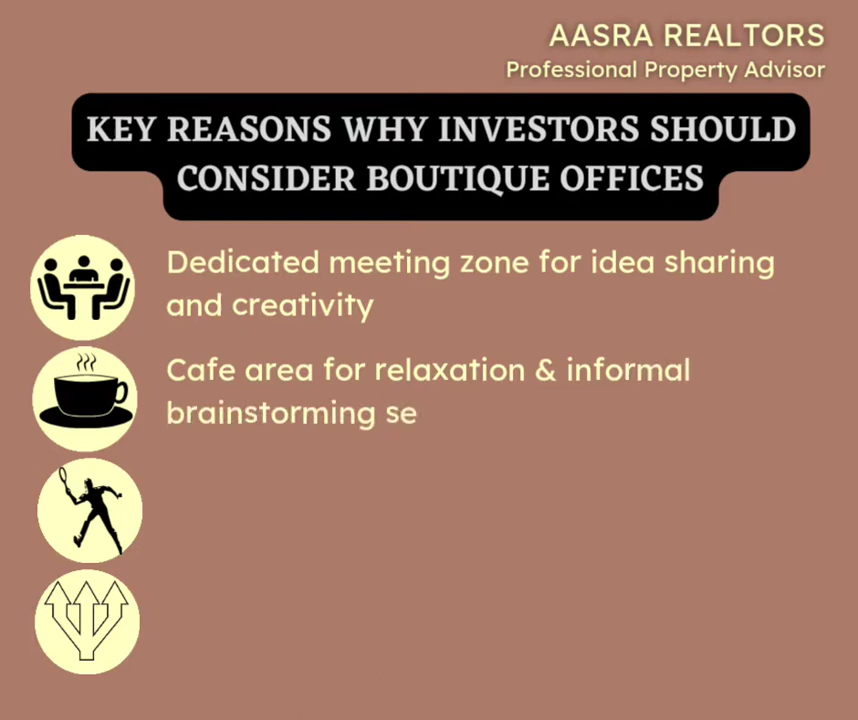 AASRA REALTORS
Professional Property Advisor
KEY REASONS WHY INVESTORS SHOULD
CONSIDER BOUTIQUE OFFICES
Dedicated meeting zone for idea sharing
and creativity
Cafe area for relaxation & informal
brainstorming se